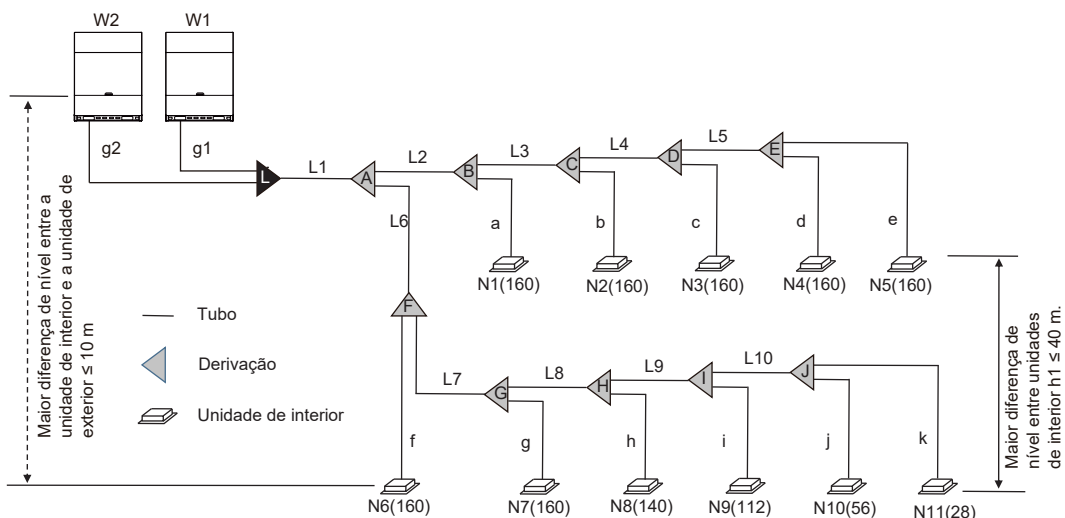 W2
W1
g2
g1
L
L1
A
L2
B
L3
C
L4
D
L5
E
L6
a
b
c
d
e
N1(160)
N2(160)
N3(160)
N4(160)
N5(160)
Maior diferença de nível entre a
unidade de interior e a unidade de
exterior ≤ 10 m
Tubo
Derivação
Unidade de interior
F
L7
G
L8
H
L9
I
L10
J
f
g
h
i
j
k
N6(160)
N7(160)
N8(140)
N9(112)
N10(56)
N11(28)
Maior diferença de
nível entre unidades
de interior h1 ≤ 40 m.